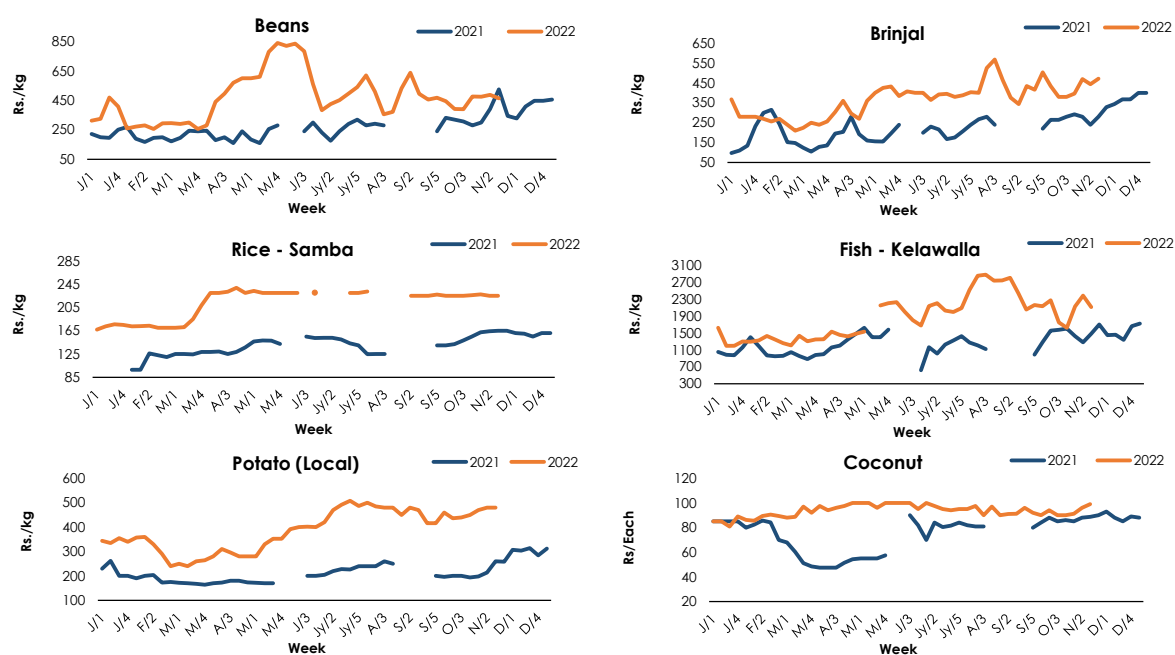 Beans
2021 2022
Rs./kg
850
650
450
250
50
J/1 J/4 F/2 M/1 M/4 A/3 M/1 M/4 J/3 Jy/2 Jy/5 A/3 S/2 S/5 O/3 N/2 D/1 D/4
Week
Brinjal
2021 2022
Rs./kg
650
550
450
350
250
150
50
J/1 J/4 F/2 M/1 M/4 A/3 M/1 M/4 J/3 Jy/2 Jy/5 A/3 S/2 S/5 O/3 N/2 D/1 D/4
Week
Rice - Samba
2021 2022
Rs./kg
285
245
205
165
125
85
J/1 J/4 F/2 M/1 M/4 A/3 M/1 M/4 J/3 Jy/2 Jy/5 A/3 S/2 S/5 O/3 N/2 D/1 D/4
Week
Fish - Kelawalla
2021 2022
Rs./kg
3100
2700
2300
1900
1500
1100
700
300
J/1 J/4 F/2 M/1 M/4 A/3 M/1 M/4 J/3 Jy/2 Jy/5 A/3 S/2 S/5 O/3 N/2 D/1 D/4
Week
Potato (Local)
2021 2022
Rs./kg
600
500
400
300
200
100
J/1 J/4 F/2 M/1 M/4 A/3 M/1 M/4 J/3 Jy/2 Jy/5 A/3 S/2 S/5 O/3 N/2 D/1 D/4
Week
Coconut
2021 2022
Rs/Each
120
100
80
60
40
20
J/1 J/4 F/2 M/1 M/4 A/3 M/1 M/4 J/3 Jy/2 Jy/5 A/3 S/2 S/5 O/3 N/2 D/1 D/4
Week